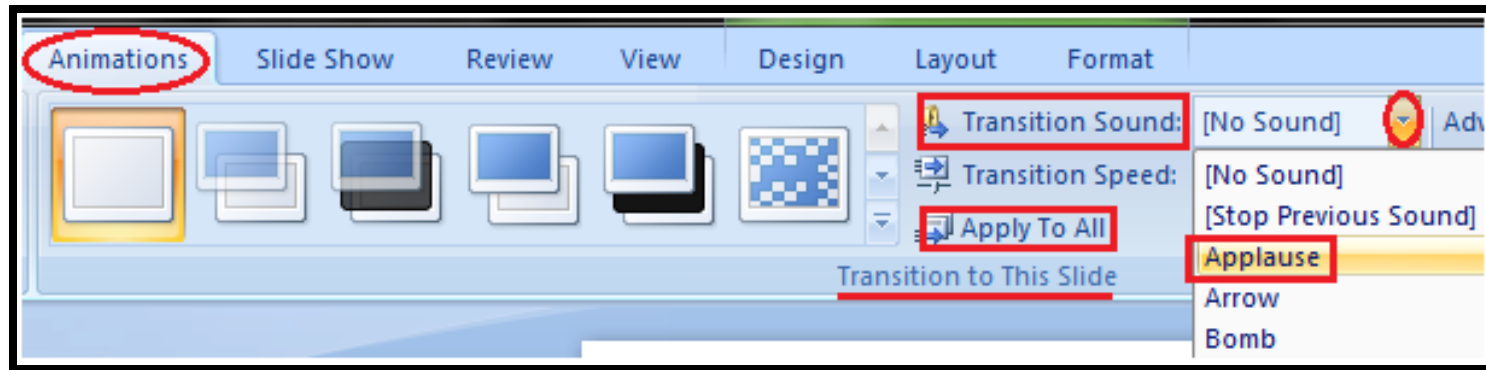 Animations Slide Show Review View Design Layout Format
Transition Sound: [No Sound]
Transition Speed: [No Sound]
[Stop Previous Sound]
Apply To All
Applause
Transition to This Slide
Arrow
Bomb